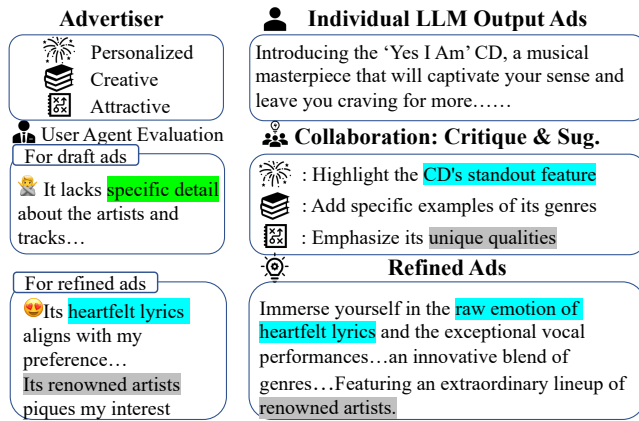 Advertiser
Personalized
Creative
Attractive
User Agent Evaluation
For draft ads
It lacks specific detail
about the artists and
tracks…
For refined ads
Its heartfelt lyrics
aligns with my
preference…
Its renowned artists
piques my interest
Individual LLM Output Ads
Introducing the ‘Yes I Am’ CD, a musical
masterpiece that will captivate your sense and
leave you craving for more……
Collaboration: Critique & Sug.
: Highlight the CD's standout feature
: Add specific examples of its genres
: Emphasize its unique qualities
Refined Ads
Immerse yourself in the raw emotion of
heartfelt lyrics and the exceptional vocal
performances…an innovative blend of
genres…Featuring an extraordinary lineup of
renowned artists.